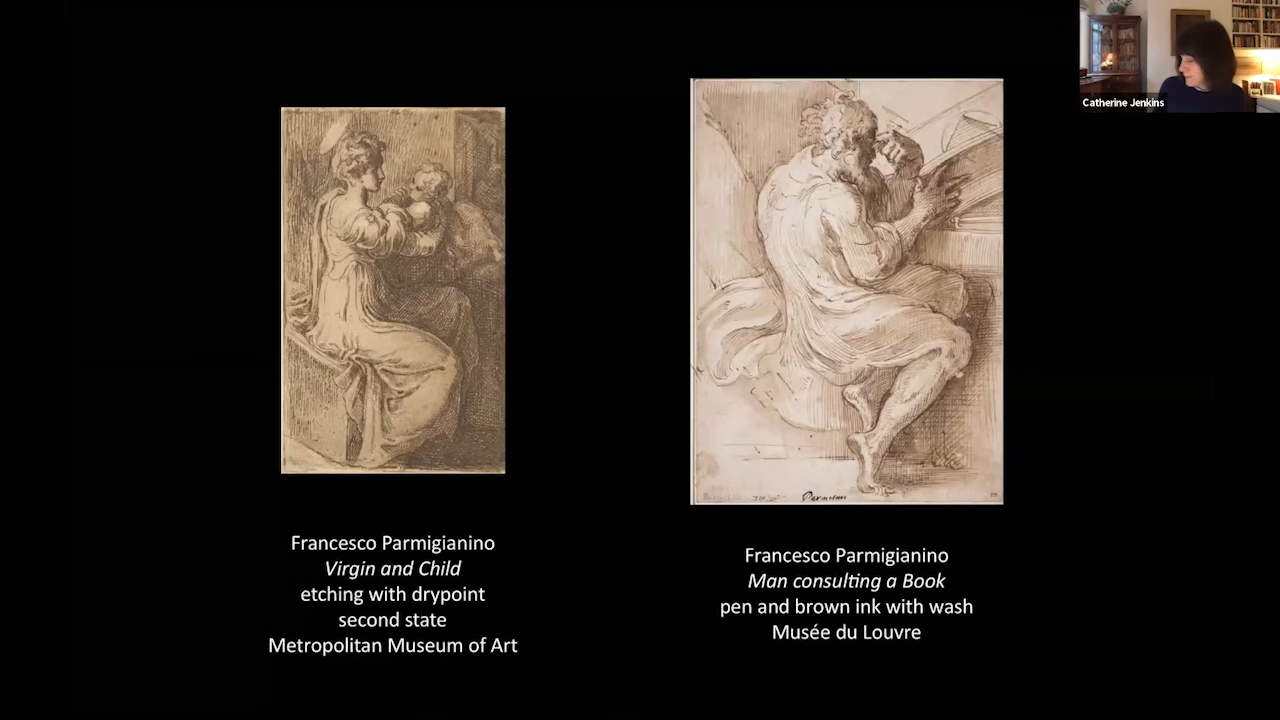 Catherine Jenkins
Francesco Parmigianino
Virgin and Child
etching with drypoint
second state
Metropolitan Museum of Art
Francesco Parmigianino
Man consulting a Book
pen and brown ink with wash
Musée du Louvre